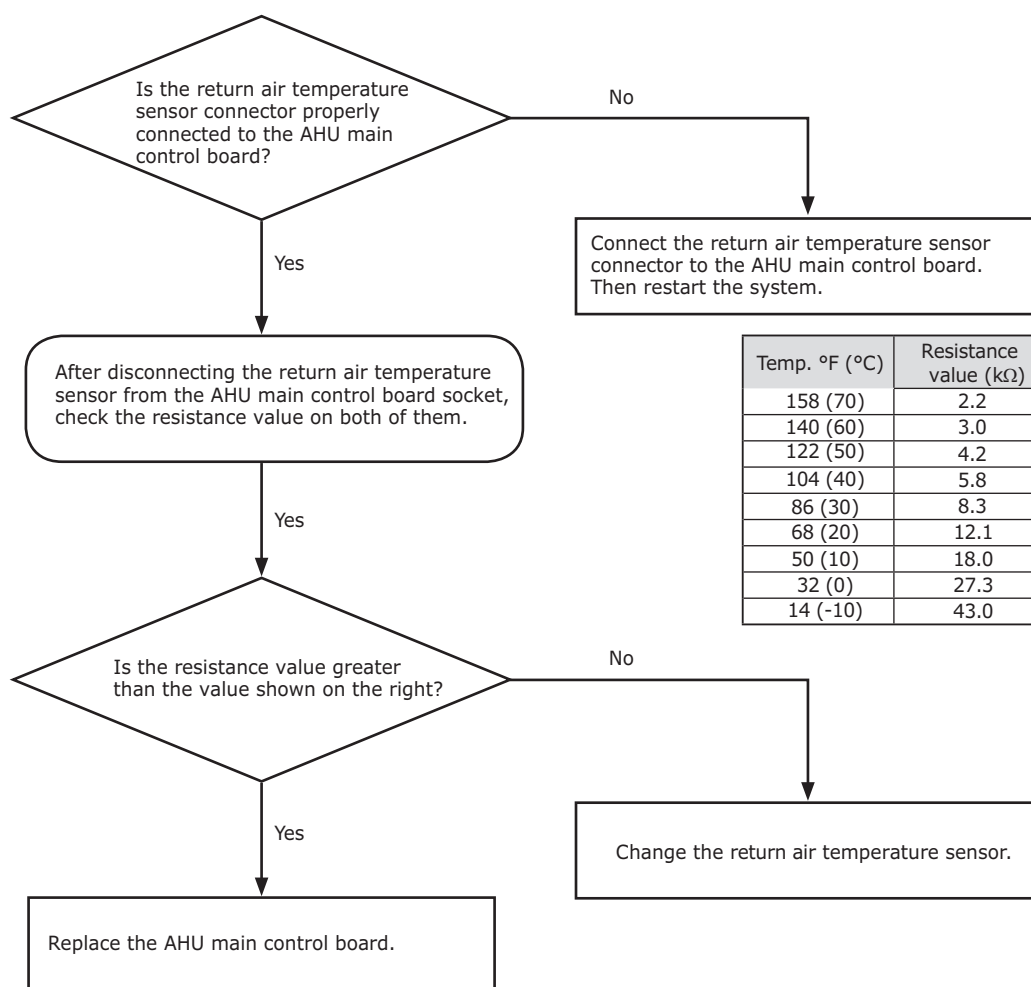 Is the return air temperature
sensor connector properly
connected to the AHU main
control board?
No
Yes
Connect the return air temperature sensor
connector to the AHU main control board.
Then restart the system.
After disconnecting the return air temperature
sensor from the AHU main control board socket,
check the resistance value on both of them.
Temp. °F (°C) Resistance value (kΩ)
158 (70) 2.2
140 (60) 3.0
122 (50) 4.2
104 (40) 5.8
86 (30) 8.3
68 (20) 12.1
50 (10) 18.0
32 (0) 27.3
14 (-10) 43.0
Yes
Is the resistance value greater
than the value shown on the right?
No
Yes
Change the return air temperature sensor.
Replace the AHU main control board.